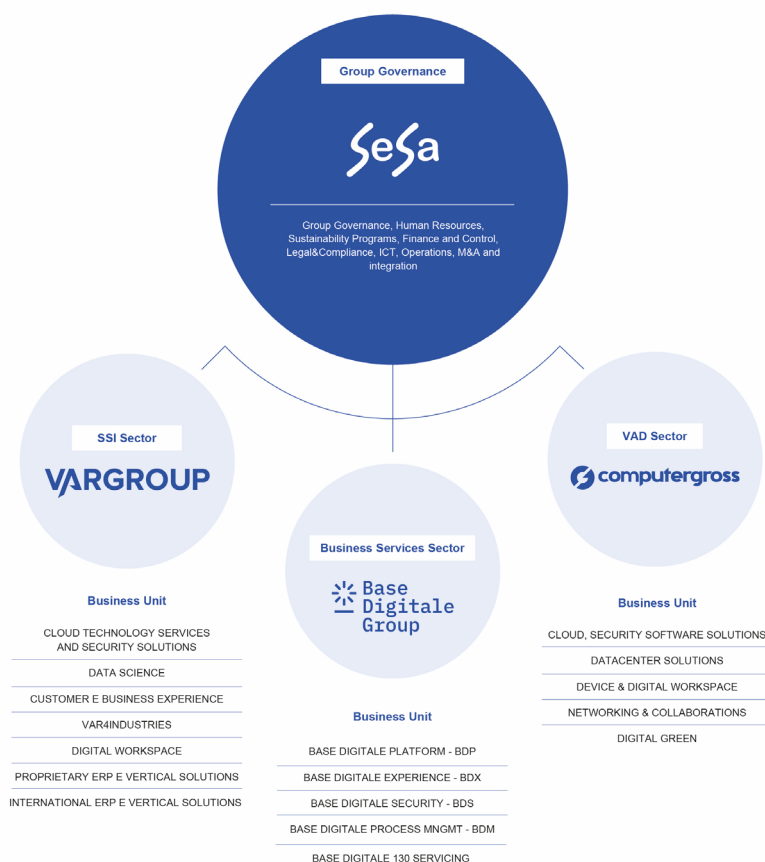 Group Governance
SeSa
Group Governance, Human Resources,
Sustainability Programs, Finance and Control,
Legal&Compliance, ICT, Operations, M&A and
integration
SSI Sector
VARGROUP
Business Unit
CLOUD TECHNOLOGY SERVICES
AND SECURITY SOLUTIONS
DATA SCIENCE
CUSTOMER E BUSINESS EXPERIENCE
VAR4INDUSTRIES
DIGITAL WORKSPACE
PROPRIETARY ERP E VERTICAL SOLUTIONS
INTERNATIONAL ERP E VERTICAL SOLUTIONS
Business Services Sector
Base
Digitale
Group
Business Unit
BASE DIGITALE PLATFORM - BDP
BASE DIGITALE EXPERIENCE - BDX
BASE DIGITALE SECURITY - BDS
BASE DIGITALE PROCESS MNGMT - BDM
BASE DIGITALE 130 SERVICING
VAD Sector
computergross
Business Unit
CLOUD, SECURITY SOFTWARE SOLUTIONS
DATACENTER SOLUTIONS
DEVICE & DIGITAL WORKSPACE
NETWORKING & COLLABORATIONS
DIGITAL GREEN